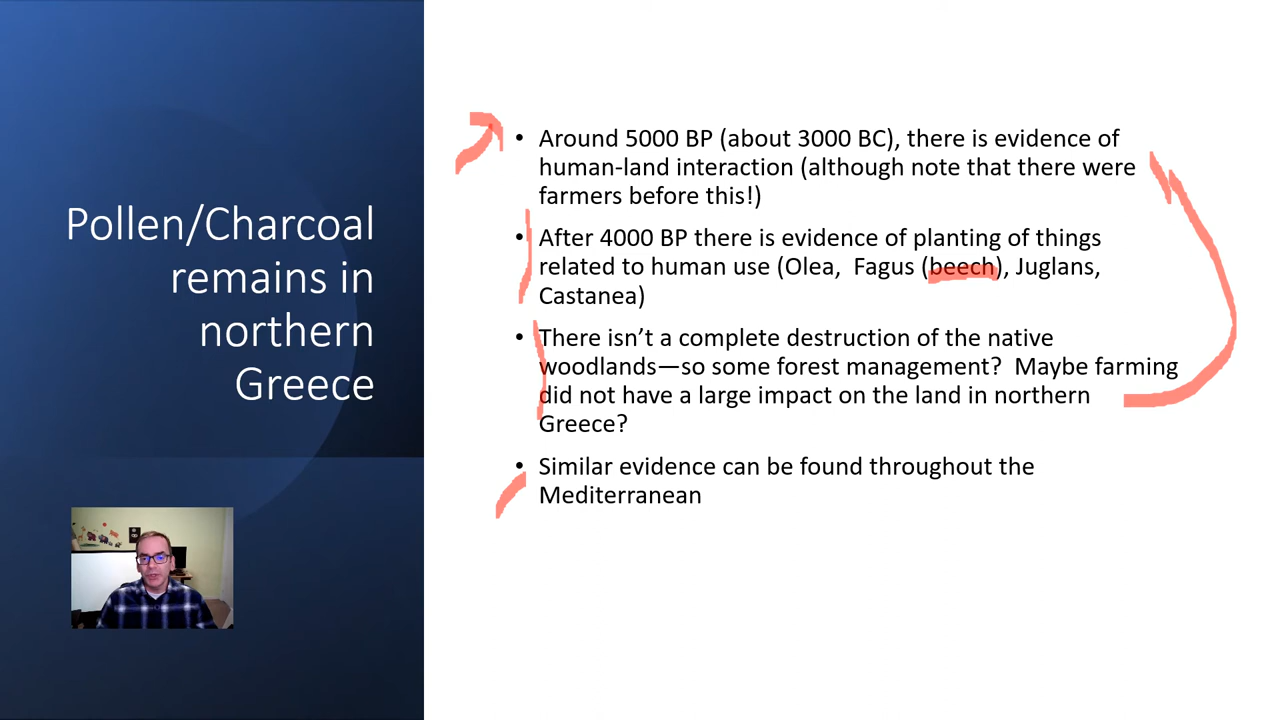 Pollen/Charcoal
remains in
northern
Greece
• Around 5000 BP (about 3000 BC), there is evidence of
human-land interaction (although note that there were
farmers before this!)
• After 4000 BP there is evidence of planting of things
related to human use (Olea,  Fagus (beech), Juglans,
Castanea)
• There isn’t a complete destruction of the native
woodlands—so some forest management?  Maybe farming
did not have a large impact on the land in northern
Greece?
• Similar evidence can be found throughout the
Mediterranean